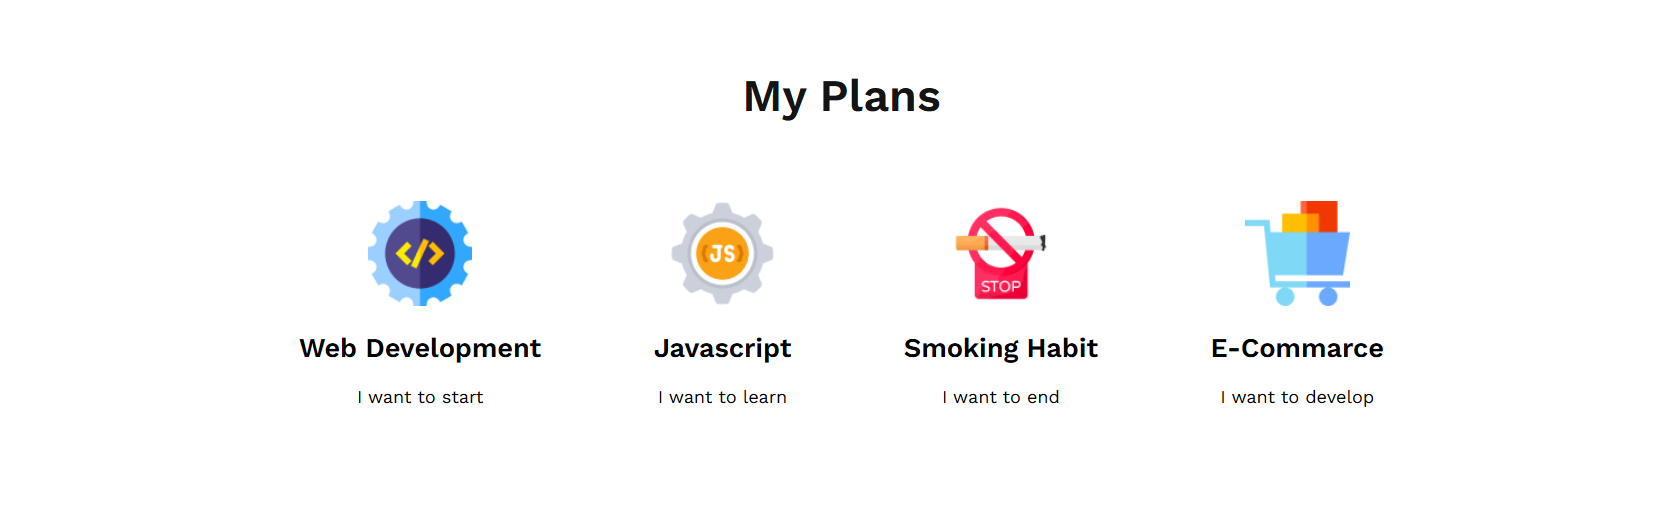 My Plans
</>
JS
STOP
Web Development
Javascript
Smoking Habit
E-Commarce
I want to start
I want to learn
I want to end
I want to develop